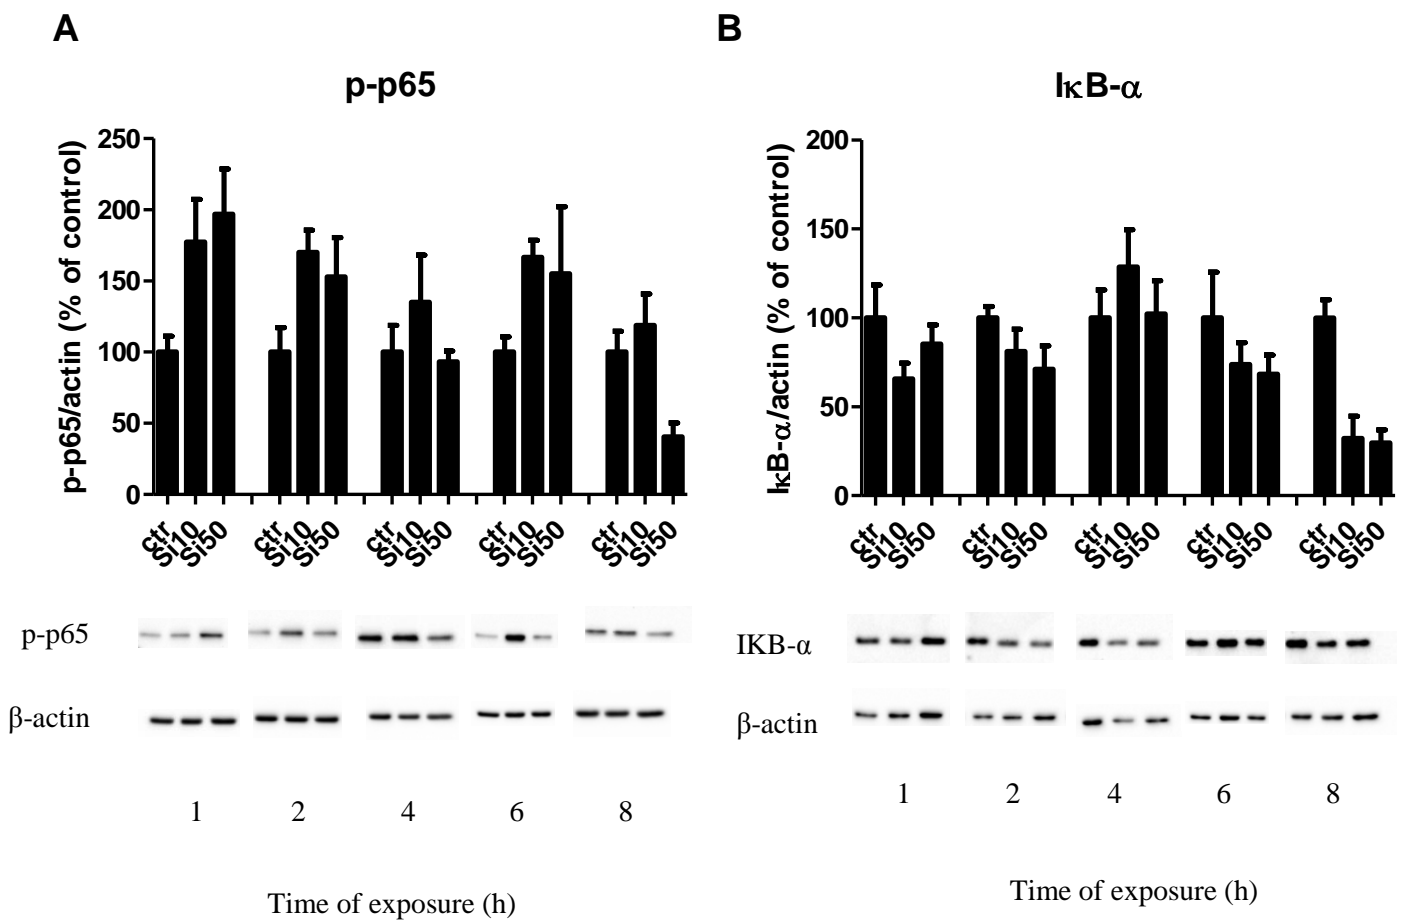 A
p-p65
p-p65/actin (% of control)
250
200
150
100
50
0
ctr Si10 Si50 ctr Si10 Si50 ctr Si10 Si50 ctr Si10 Si50 ctr Si10 Si50
p-p65
β-actin
1 2 4 6 8
Time of exposure (h)
B
IκB-α
IκB-α/actin (% of control)
200
150
100
50
0
ctr Si10 Si50 ctr Si10 Si50 ctr Si10 Si50 ctr Si10 Si50 ctr Si10 Si50
IKB-α
β-actin
1 2 4 6 8
Time of exposure (h)